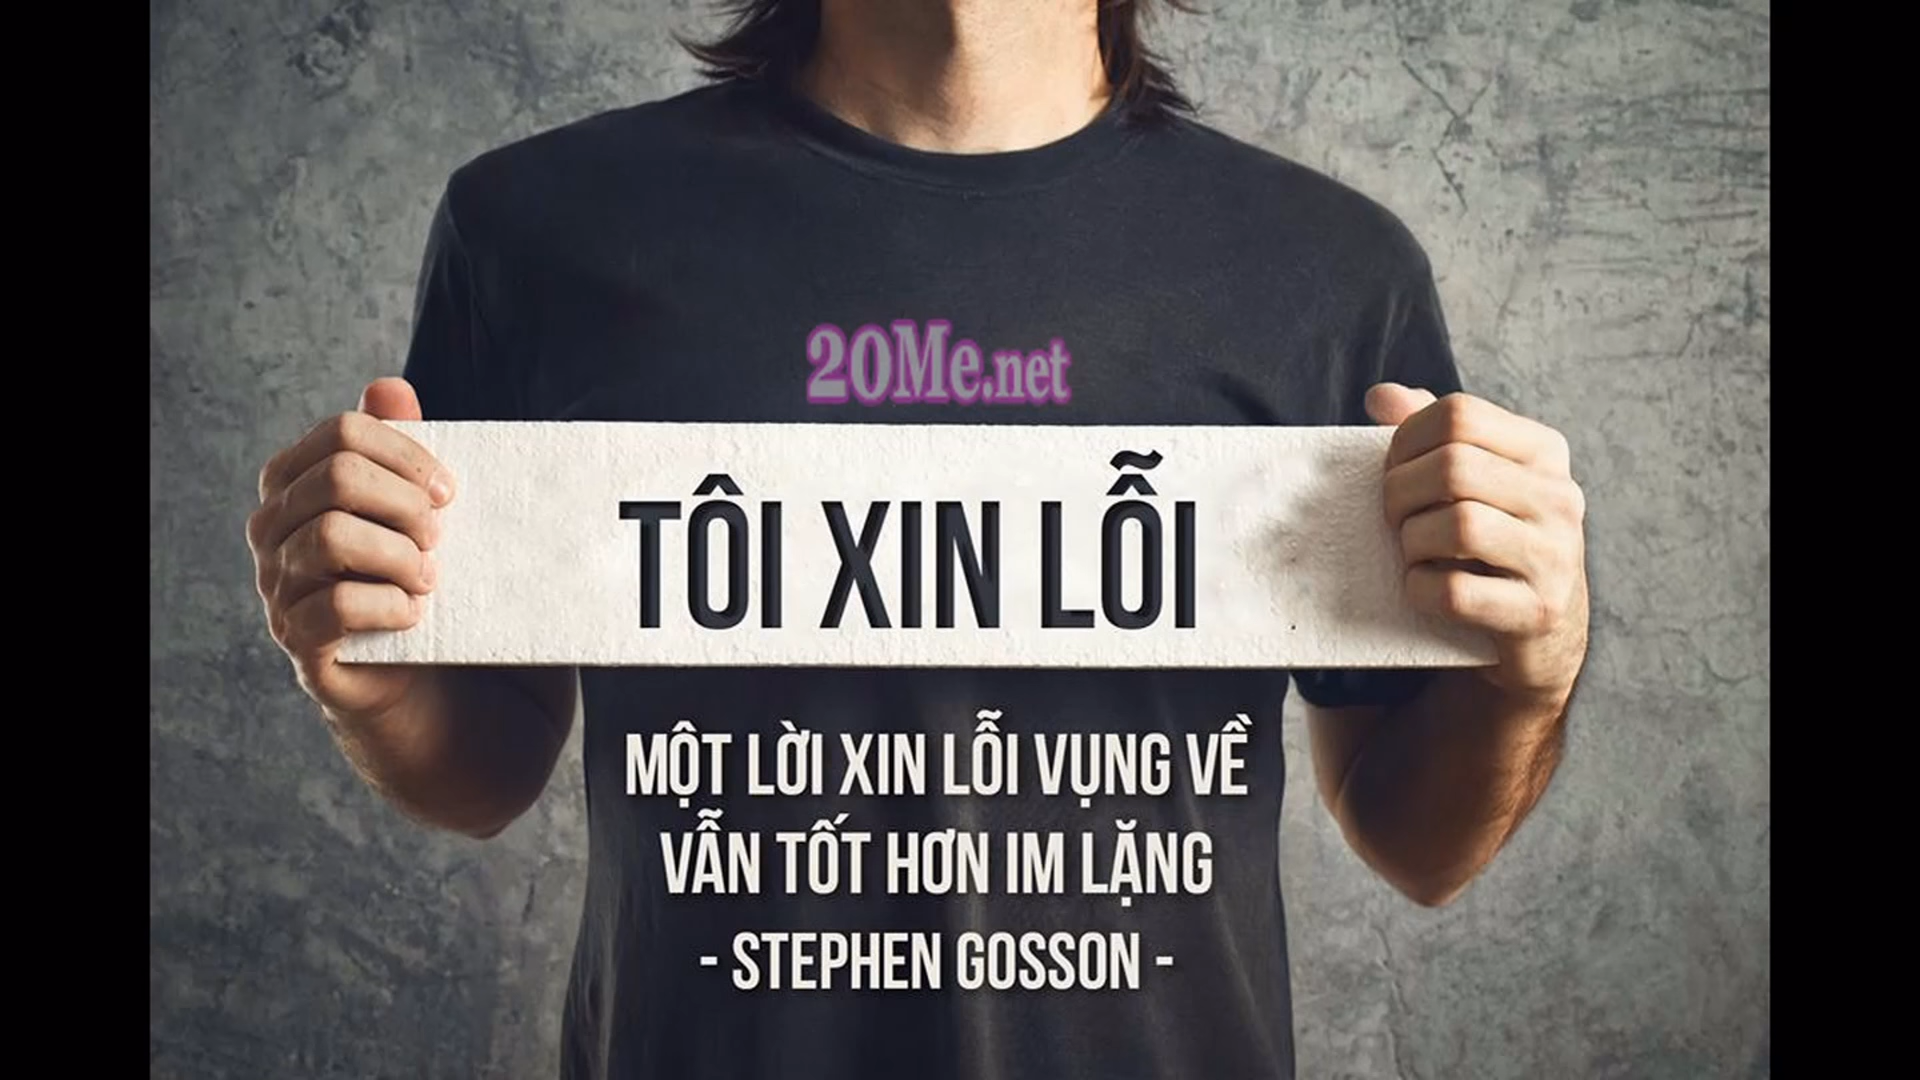 20Me.net
TÔI XIN LỖI
MỘT LỜI XIN LỖI VỤNG VỀ
VẪN TỐT HƠN IM LẶNG
- STEPHEN GOSSON -